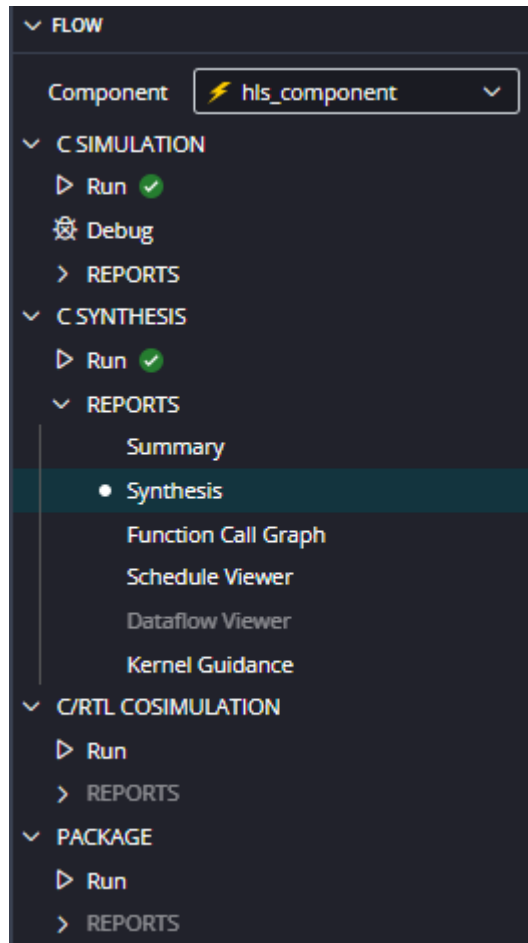 FLOW
Component hls_component
C SIMULATION
Run
Debug
REPORTS
C SYNTHESIS
Run
REPORTS
Summary
Synthesis
Function Call Graph
Schedule Viewer
Dataflow Viewer
Kernel Guidance
C/RTL COSIMULATION
Run
REPORTS
PACKAGE
Run
REPORTS